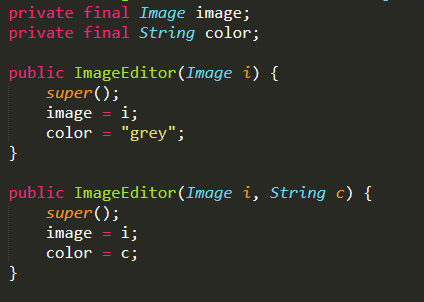 private final Image image;
private final String color;
public ImageEditor(Image i) {
super();
image = i;
color = "grey";
}
public ImageEditor(Image i, String c) {
super();
image = i;
color = c;
}